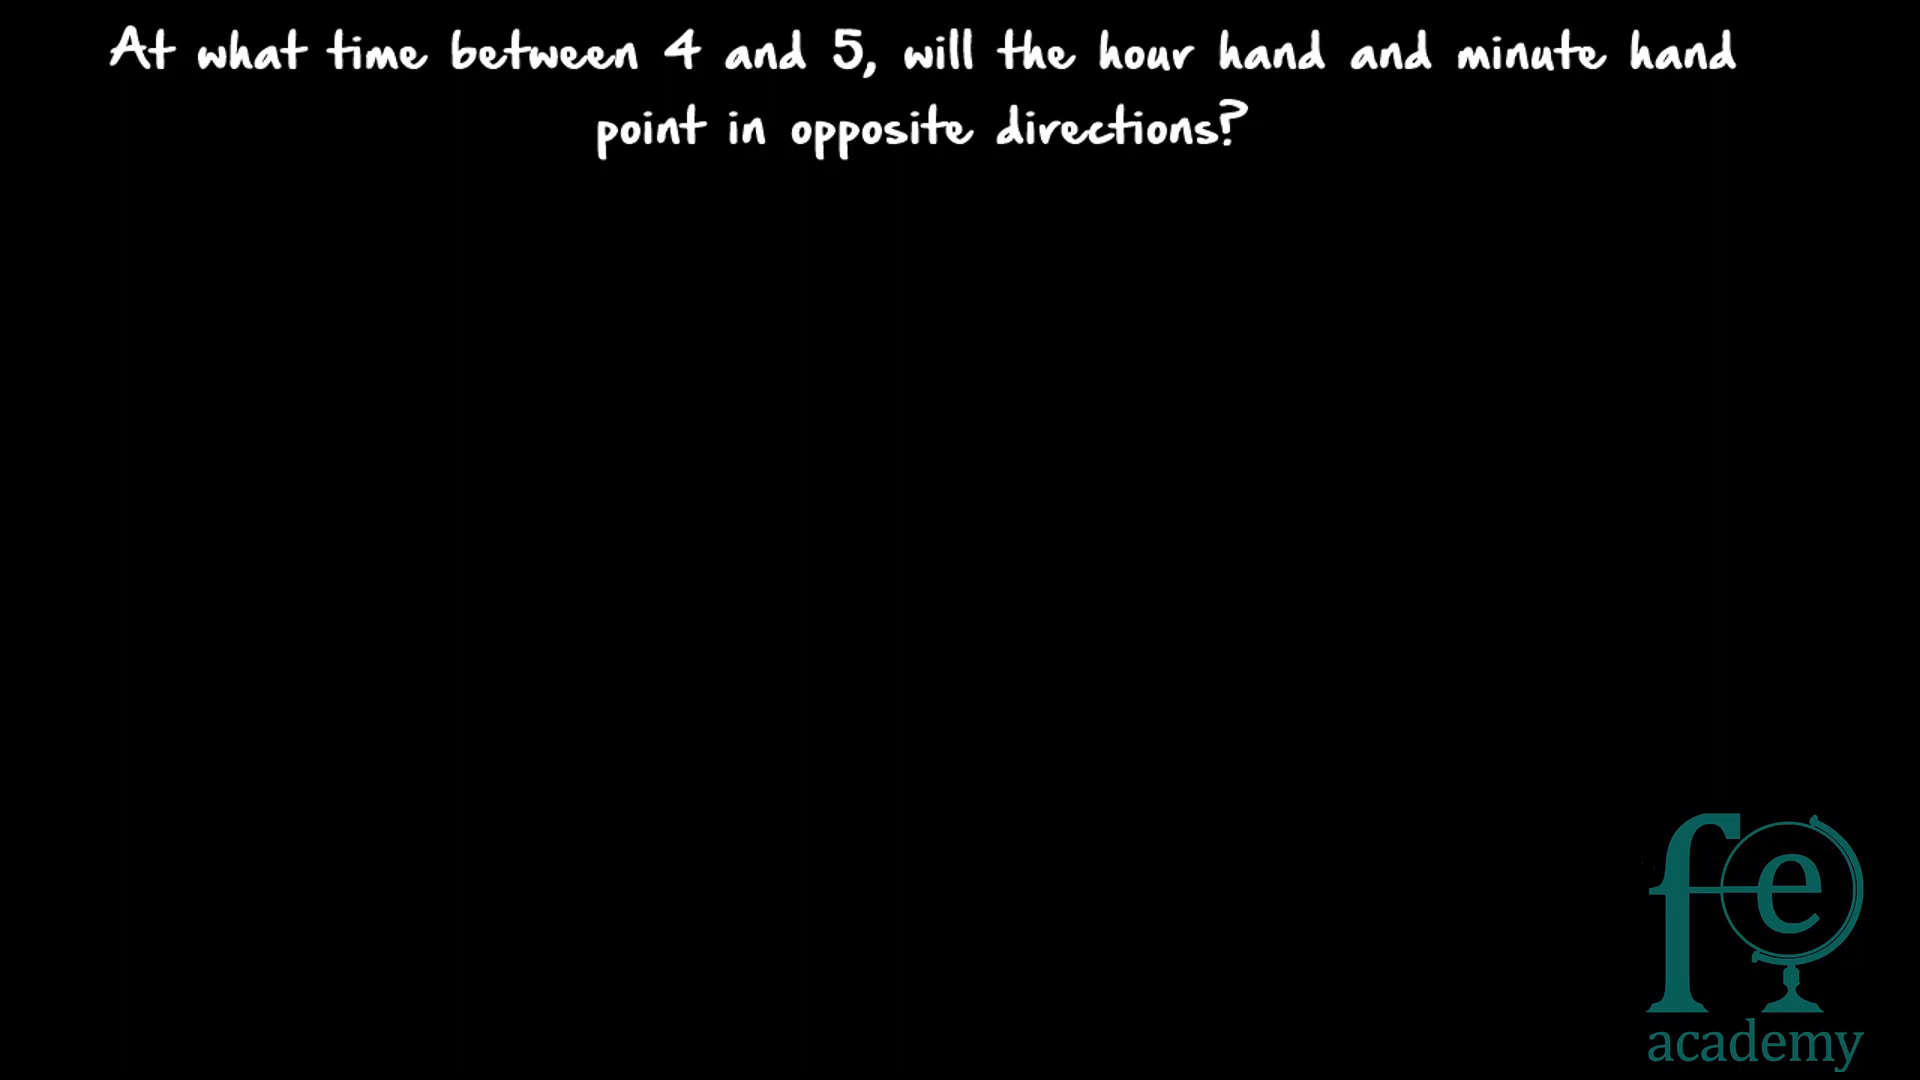 At what time between 4 and 5, will the hour hand and minute hand
point in opposite directions?
fe
academy